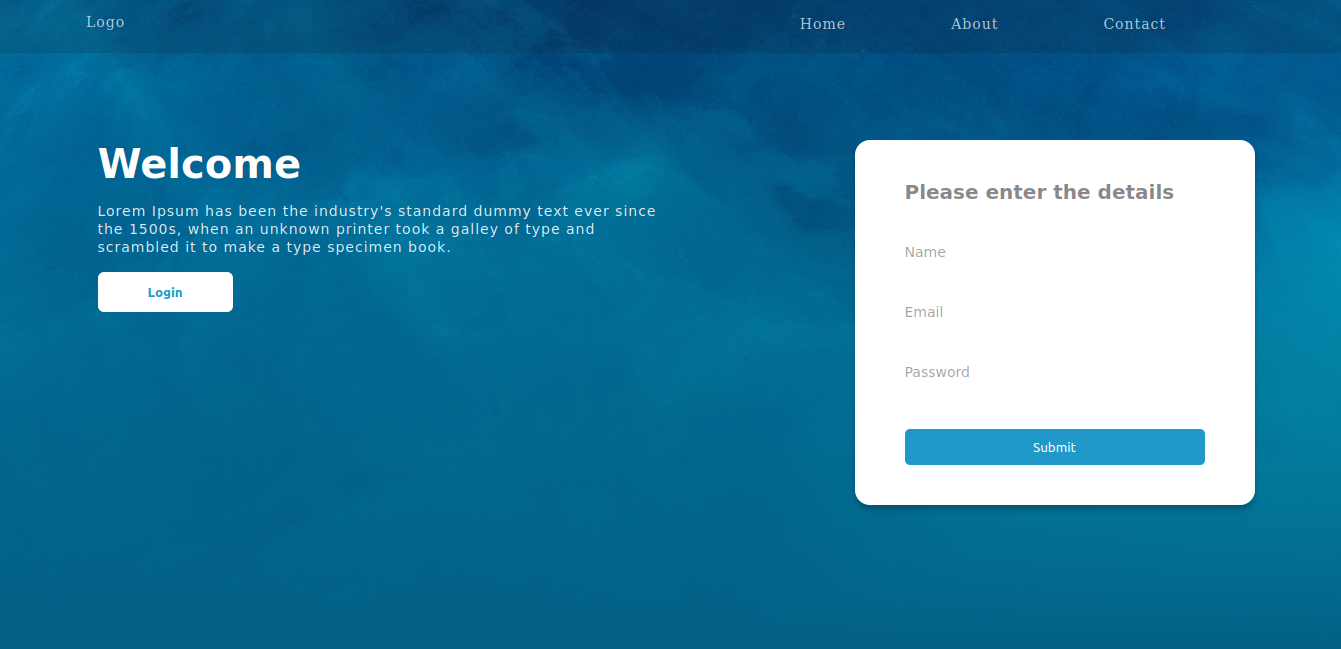 Logo
Home
About
Contact
Welcome
Lorem Ipsum has been the industry's standard dummy text ever since
the 1500s, when an unknown printer took a galley of type and
scrambled it to make a type specimen book.
Login
Please enter the details
Name
Email
Password
Submit